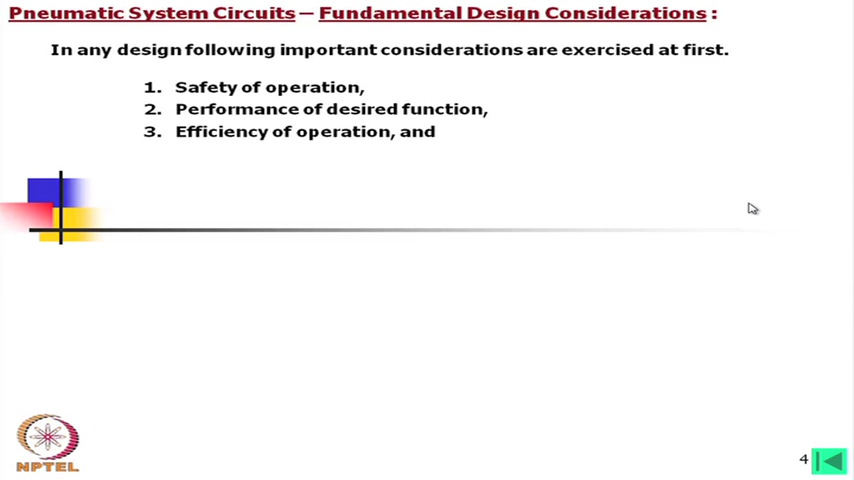 Pneumatic System Circuits – Fundamental Design Considerations :
In any design following important considerations are exercised at first.
1. Safety of operation,
2. Performance of desired function,
3. Efficiency of operation, and
NPTEL
4